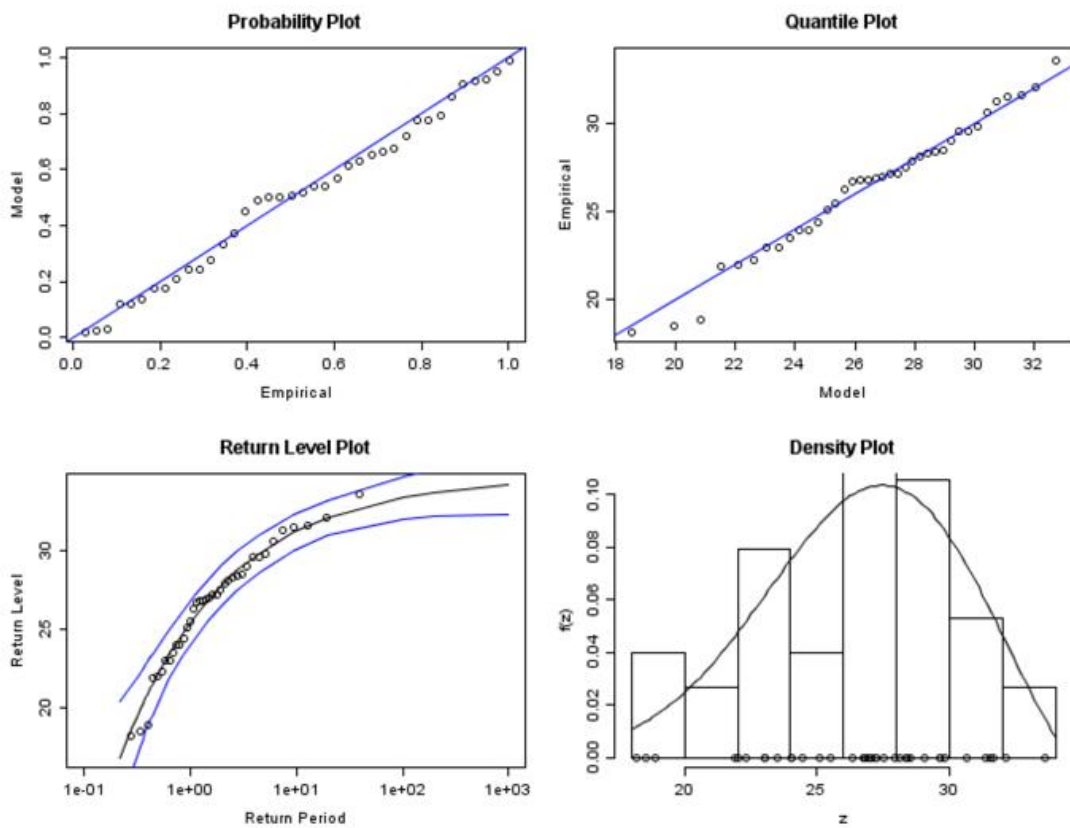 Probability Plot
Model
0.0 0.2 0.4 0.6 0.8 1.0
0.0 0.2 0.4 0.6 0.8 1.0
Empirical
Quantile Plot
Empirical
20 25 30
18 20 22 24 26 28 30 32
Model
Return Level Plot
Return Level
20 25 30
1e-01 1e+00 1e+01 1e+02 1e+03
Return Period
Density Plot
f(z)
0.00 0.02 0.04 0.06 0.08 0.10
20 25 30
z